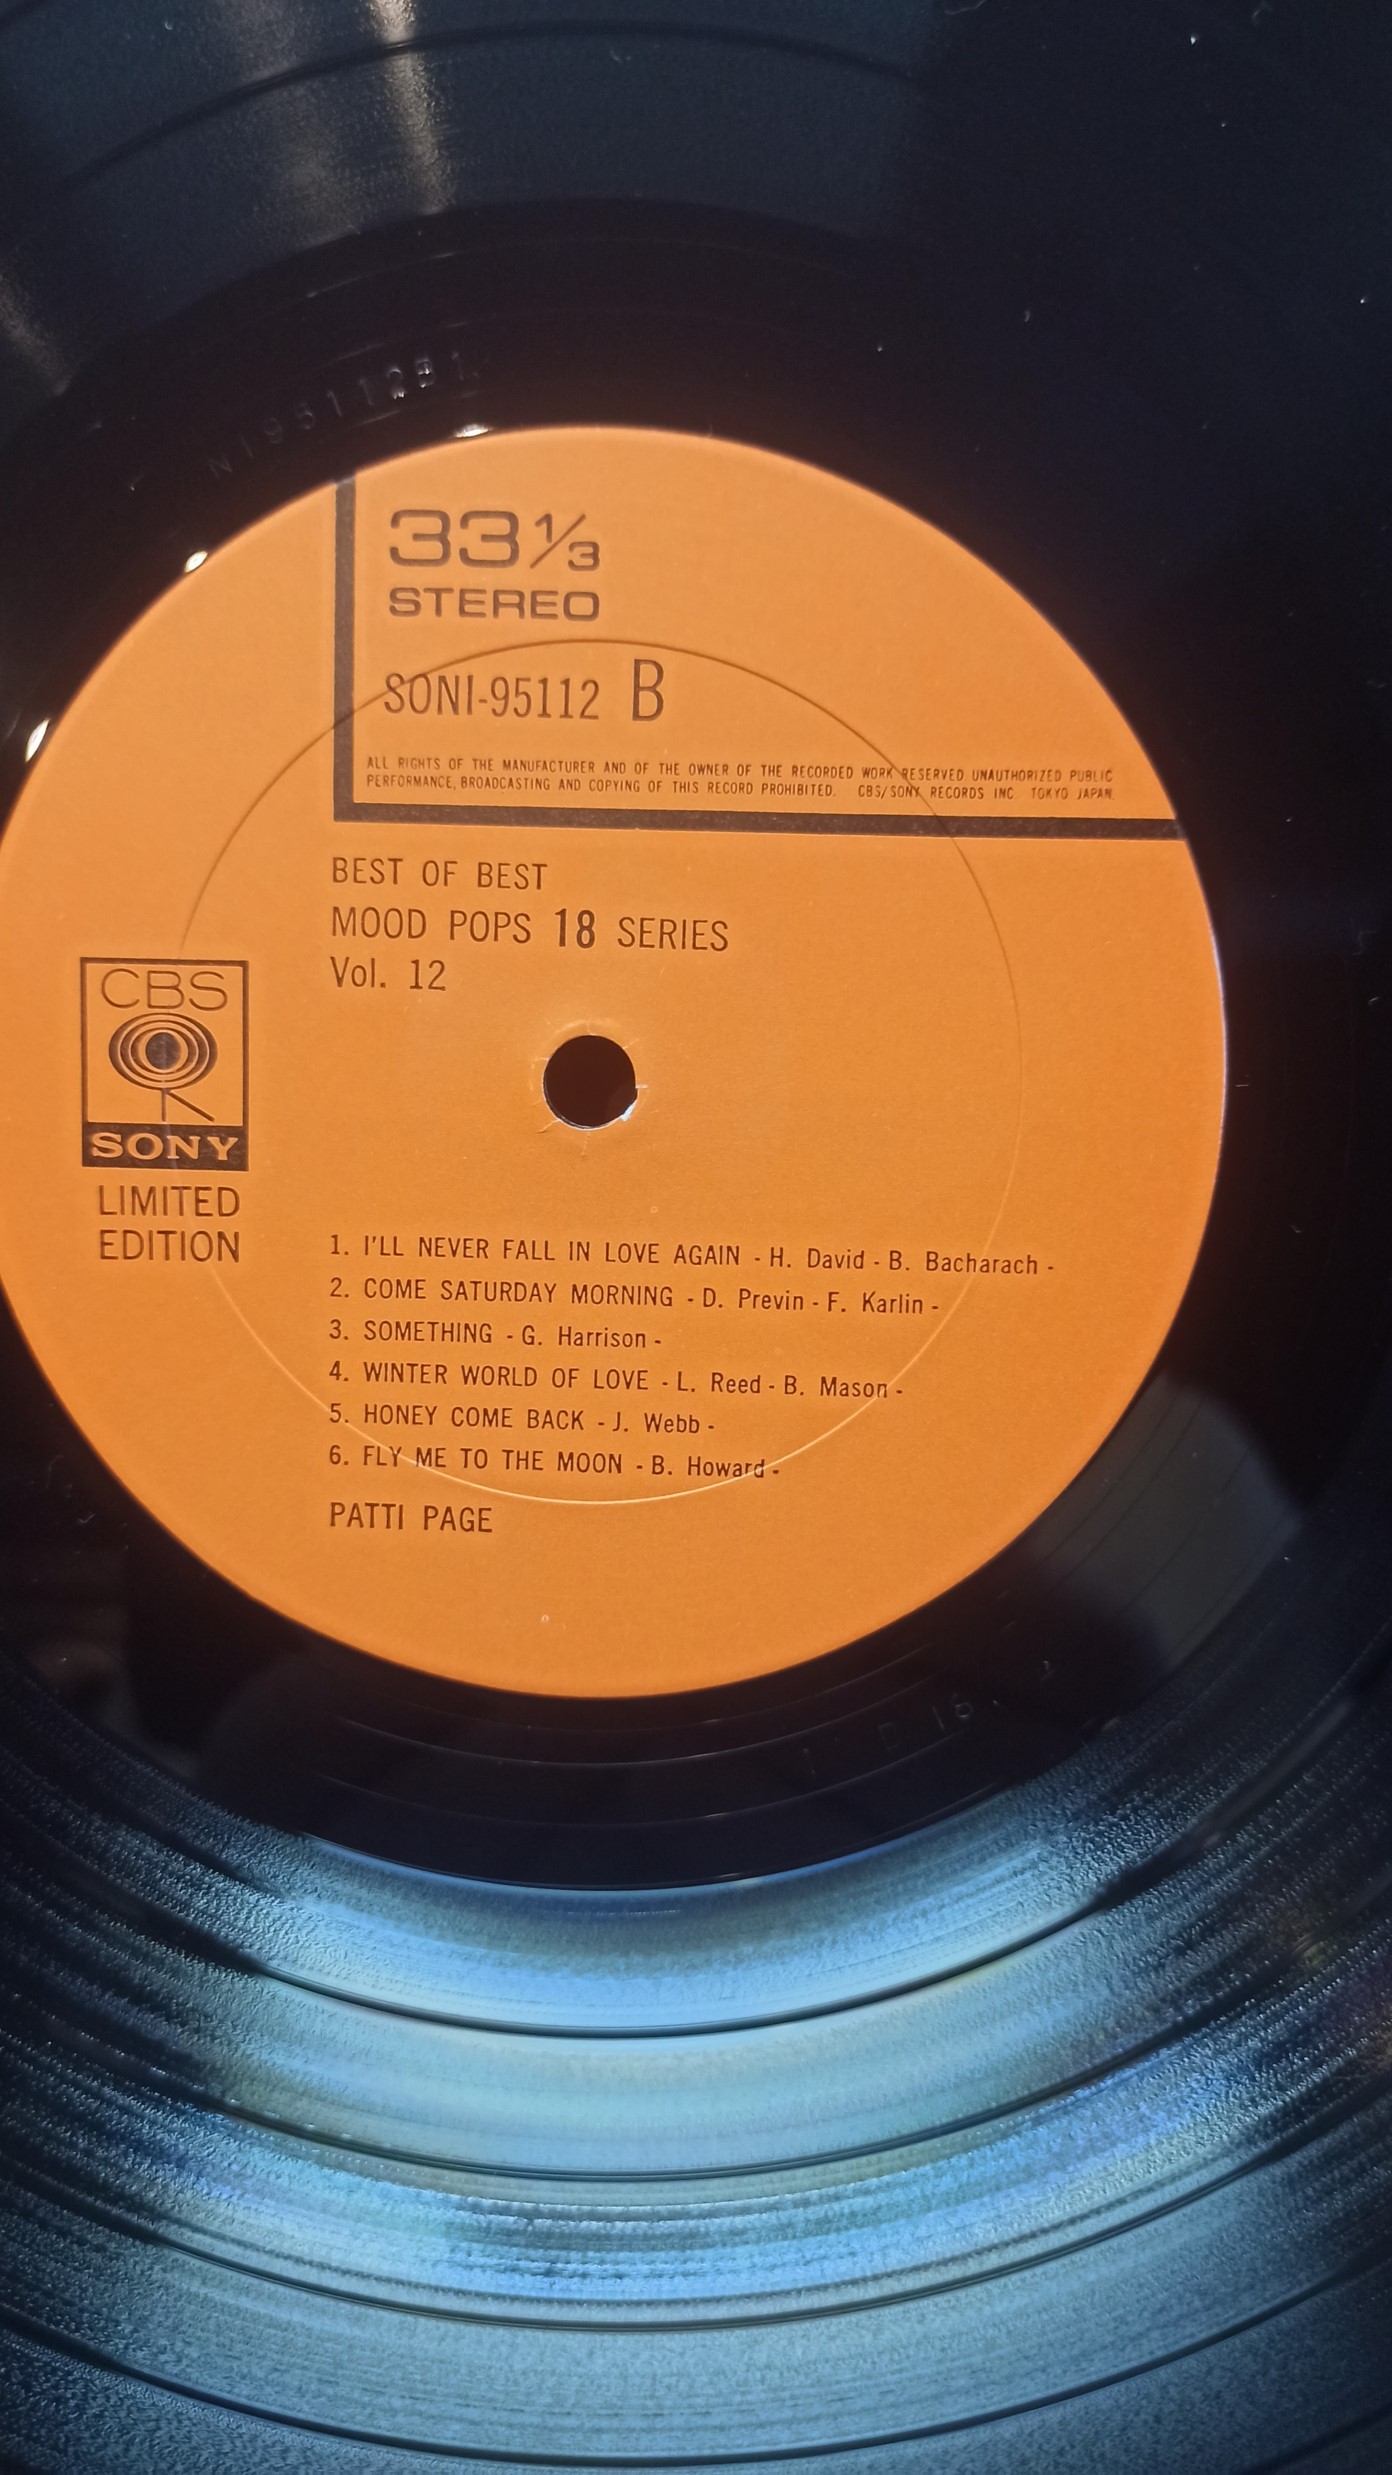 33 1/3
STEREO
SONI-95112 B
ALL RIGHTS OF THE MANUFACTURER AND OF THE OWNER OF THE RECORDED WORK RESERVED. UNAUTHORIZED PUBLIC
PERFORMANCE, BROADCASTING AND COPYING OF THIS RECORD PROHIBITED. CBS/SONY RECORDS INC. TOKYO JAPAN.
BEST OF BEST
MOOD POPS 18 SERIES
Vol. 12
CBS
SONY
LIMITED
EDITION
1. I'LL NEVER FALL IN LOVE AGAIN - H. David - B. Bacharach -
2. COME SATURDAY MORNING - D. Previn - F. Karlin -
3. SOMETHING - G. Harrison -
4. WINTER WORLD OF LOVE - L. Reed - B. Mason -
5. HONEY COME BACK - J. Webb -
6. FLY ME TO THE MOON - B. Howard -
PATTI PAGE